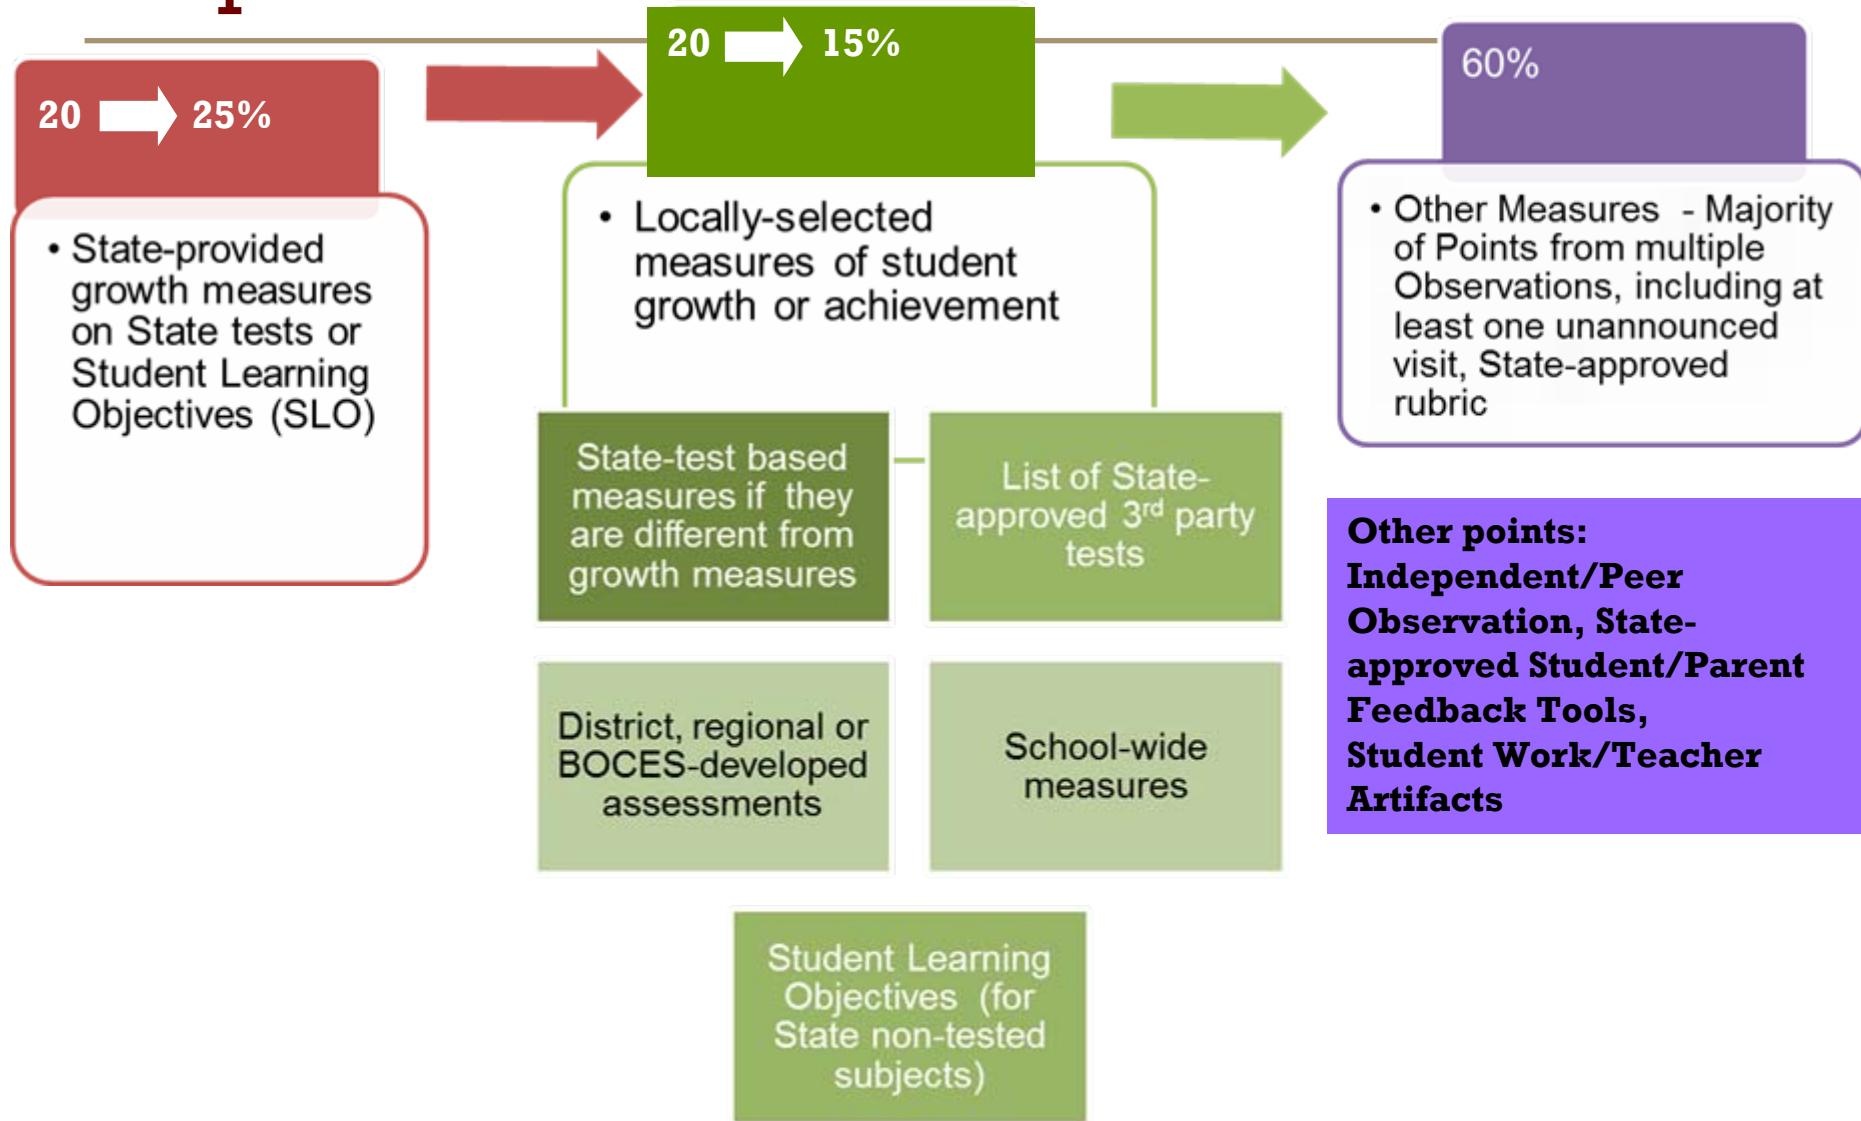 20 25%
• State-provided
growth measures
on State tests or
Student Learning
Objectives (SLO)
20 15%
• Locally-selected
measures of student
growth or achievement
State-test based
measures if they
are different from
growth measures
List of State-
approved 3rd party
tests
District, regional or
BOCES-developed
assessments
School-wide
measures
Student Learning
Objectives (for
State non-tested
subjects)
60%
• Other Measures - Majority
of Points from multiple
Observations, including at
least one unannounced
visit, State-approved
rubric
Other points:
Independent/Peer
Observation, State-
approved Student/Parent
Feedback Tools,
Student Work/Teacher
Artifacts